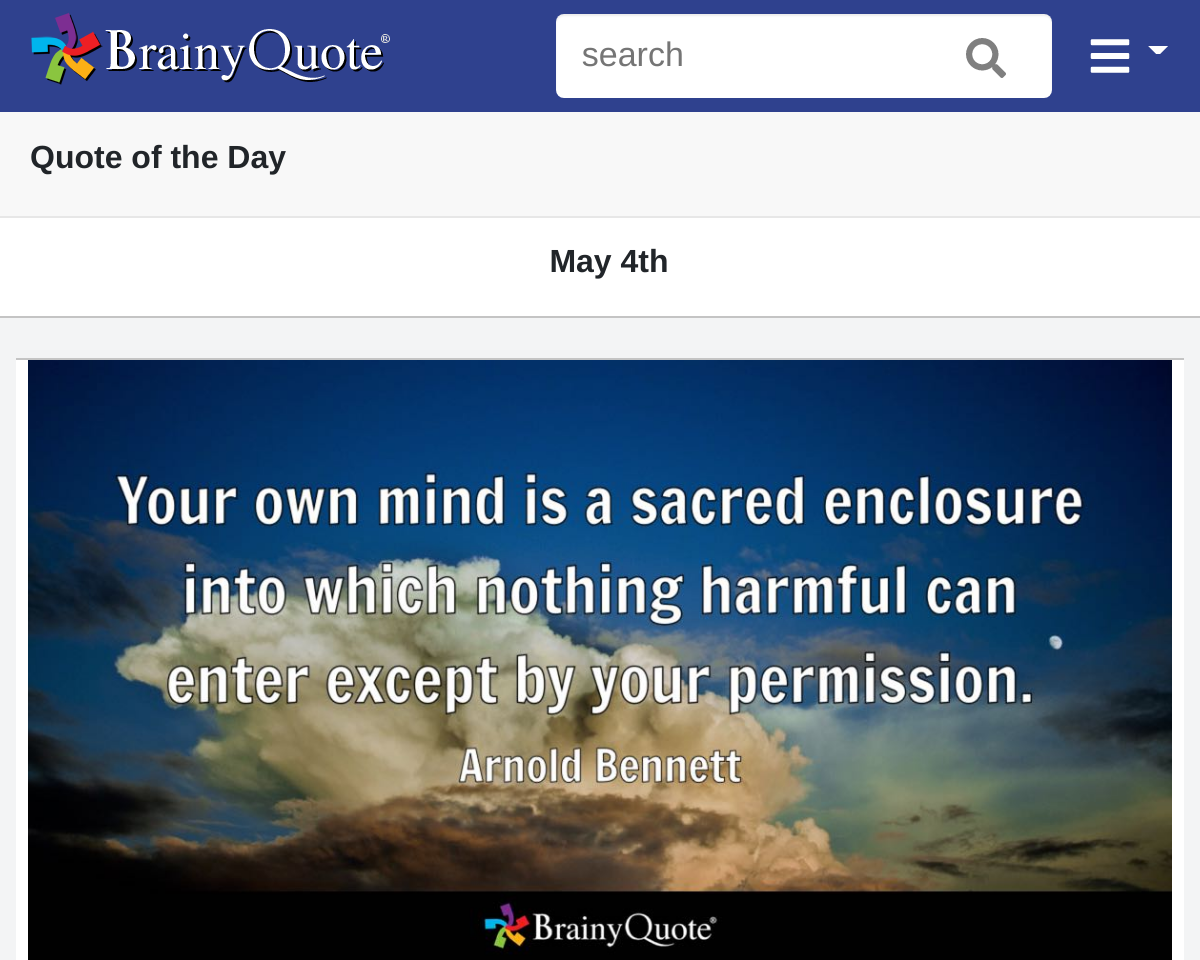 BrainyQuote®
search
Quote of the Day
May 4th
Your own mind is a sacred enclosure
into which nothing harmful can
enter except by your permission.
Arnold Bennett
BrainyQuote®